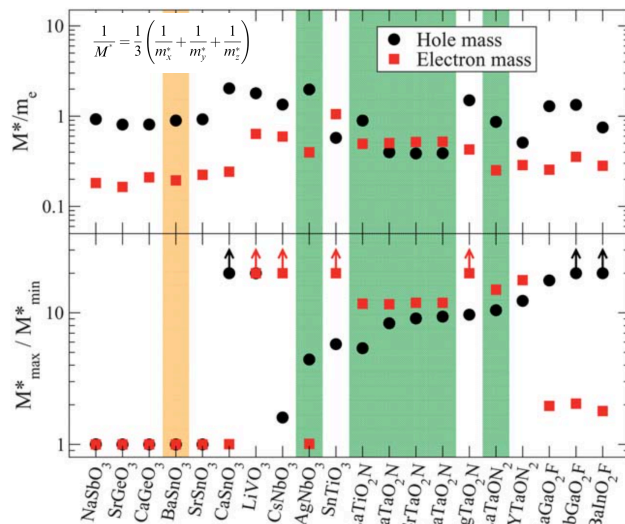 1/M* = 1/3 (1/m*ₓ + 1/m*ᵧ + 1/m*_z)
Hole mass
Electron mass
M*/mₑ
10
1
0.1
M*max / M*min
10
1
NaSbO₃
SrGeO₃
CaGeO₃
BaSnO₃
SrSnO₃
CaSnO₃
LiVO₃
CsNbO₃
AgNbO₃
SnTiO₃
aTiO₂N
aTaO₂N
rTaO₂N
aTaO₂N
gTaO₂N
aTaON₂
YTaON₂
aGaO₂F
bGaO₂F
aInO₂F